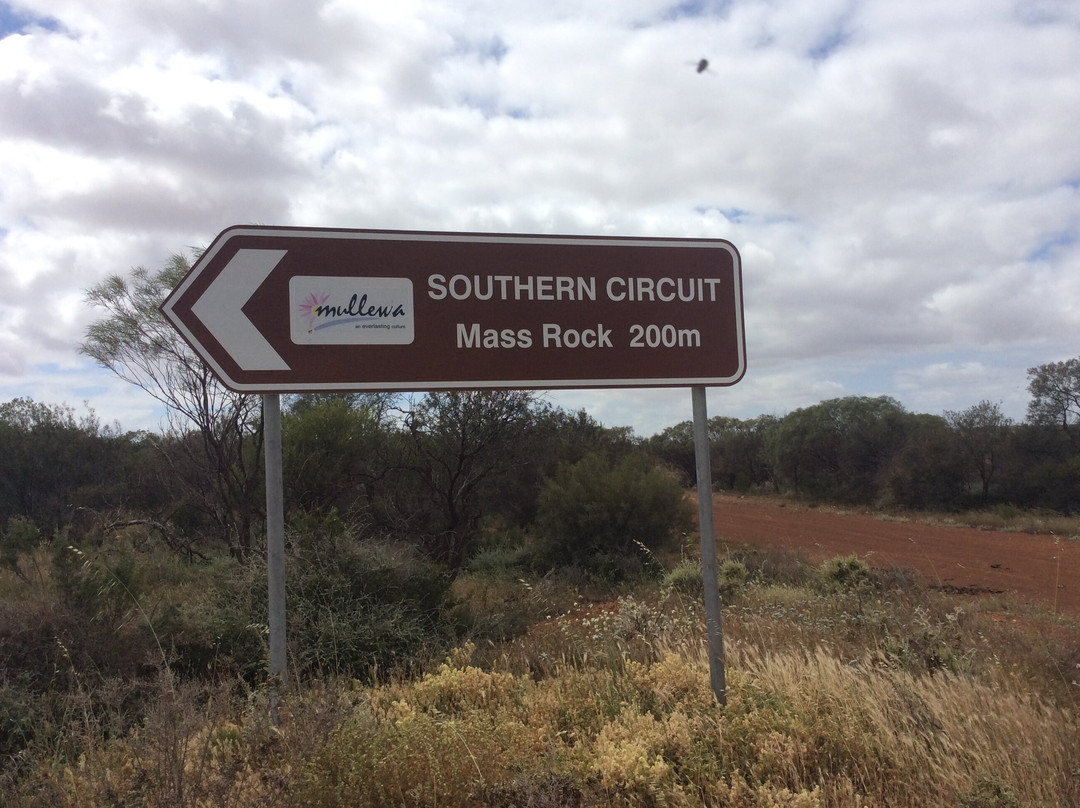 SOUTHERN CIRCUIT
mullewa
an everlasting culture
Mass Rock 200m